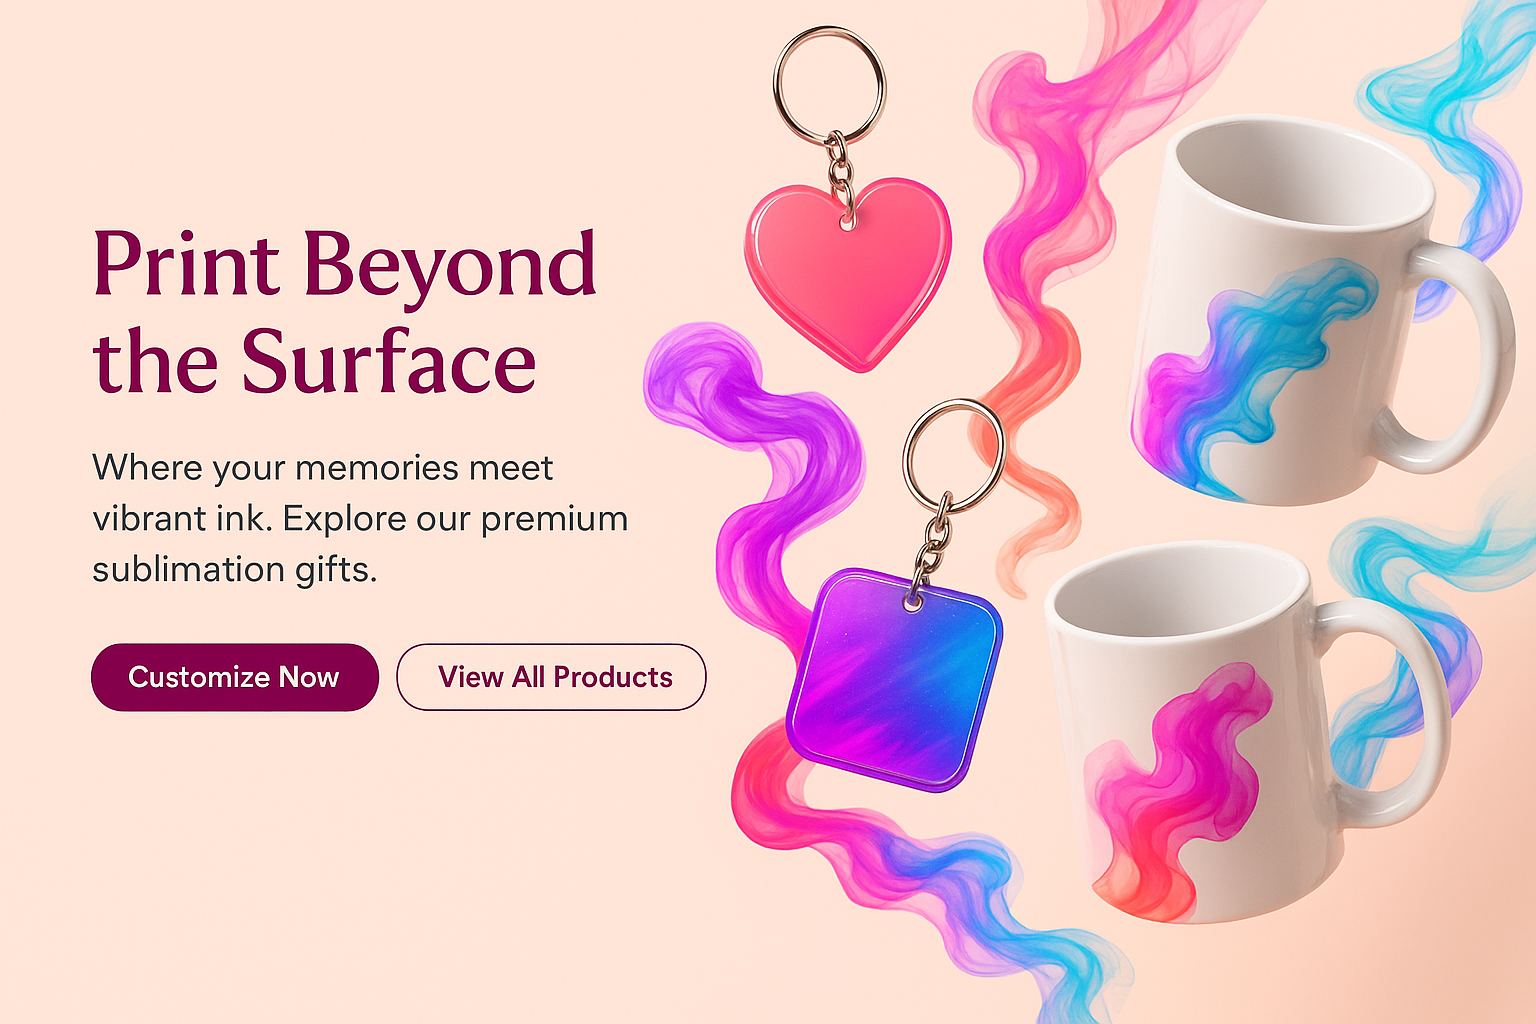 Print Beyond
the Surface
Where your memories meet
vibrant ink. Explore our premium
sublimation gifts.
Customize Now
View All Products